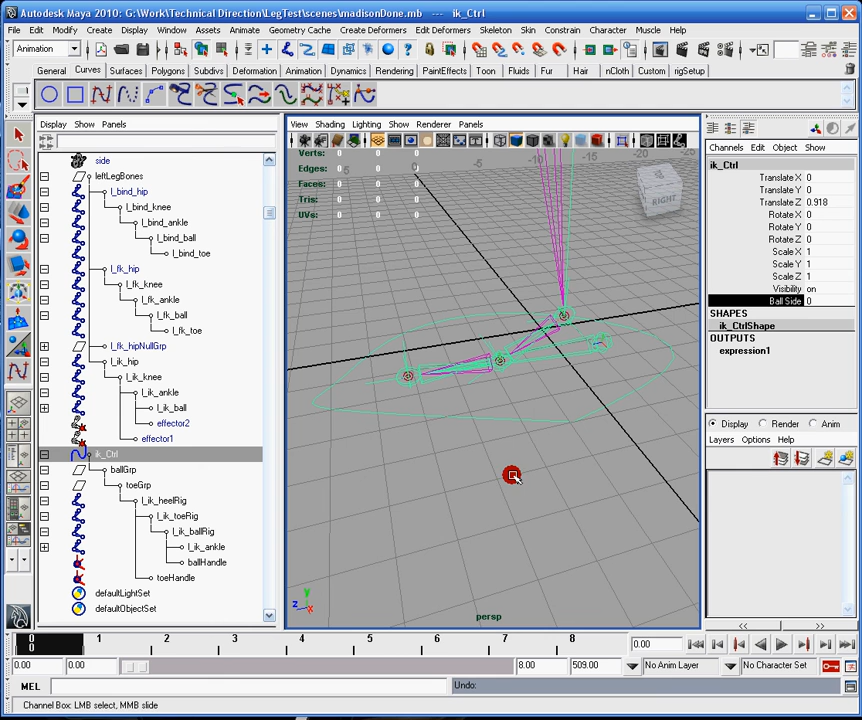 Autodesk Maya 2010: G:\Work\Technical Direction\LegTest\scenes\madisonDone.mb --- ik_Ctrl
File Edit Modify Create Display Window Assets Animate Geometry Cache Create Deformers Edit Deformers Skeleton Skin Constrain Character Muscle Help
Animation
General Curves Surfaces Polygons Subdivs Deformation Animation Dynamics Rendering PaintEffects Toon Fluids Fur Hair nCloth Custom rigSetup
Display Show Panels
side
leftLegBones
l_bind_hip
l_bind_knee
l_bind_ankle
l_bind_ball
l_bind_toe
l_fk_hip
l_fk_knee
l_fk_ankle
l_fk_ball
l_fk_toe
l_fk_hipNullGrp
l_ik_hip
l_ik_knee
l_ik_ankle
l_ik_ball
effector2
effector1
ik_Ctrl
ballGrp
toeGrp
l_ik_heelRig
l_ik_toeRig
l_ik_ballRig
l_ik_ankle
ballHandle
toeHandle
defaultLightSet
defaultObjectSet
View Shading Lighting Show Renderer Panels
Verts: 0 0 0
Edges: 0 0 0
Faces: 0 0 0
Tris: 0 0 0
UVs: 0 0 0
5 0 -5 -10 -15 -20 -25
RIGHT
y
z x
persp
Channels Edit Object Show
ik_Ctrl
Translate X 0
Translate Y 0
Translate Z 0.918
Rotate X 0
Rotate Y 0
Rotate Z 0
Scale X 1
Scale Y 1
Scale Z 1
Visibility on
Ball Side 0
SHAPES
ik_CtrlShape
OUTPUTS
expression1
Display Render Anim
Layers Options Help
0 1 2 3 4 5 6 7 8
0
0.00
0.00 0.00 8.00 509.00 No Anim Layer No Character Set
MEL Undo:
Channel Box: LMB select, MMB slide